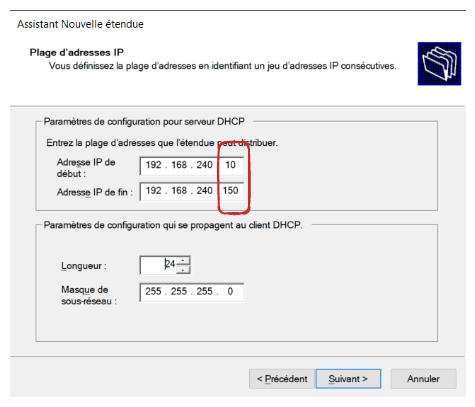 Assistant Nouvelle étendue
Plage d'adresses IP
Vous définissez la plage d'adresses en identifiant un jeu d'adresses IP consécutives.
Paramètres de configuration pour serveur DHCP
Entrez la plage d'adresses que l'étendue peut distribuer.
Adresse IP de début : 192 . 168 . 240 10
Adresse IP de fin : 192 . 168 . 240 150
Paramètres de configuration qui se propagent au client DHCP.
Longueur : 24
Masque de sous-réseau : 255 . 255 . 255 . 0
< Précédent Suivant > Annuler